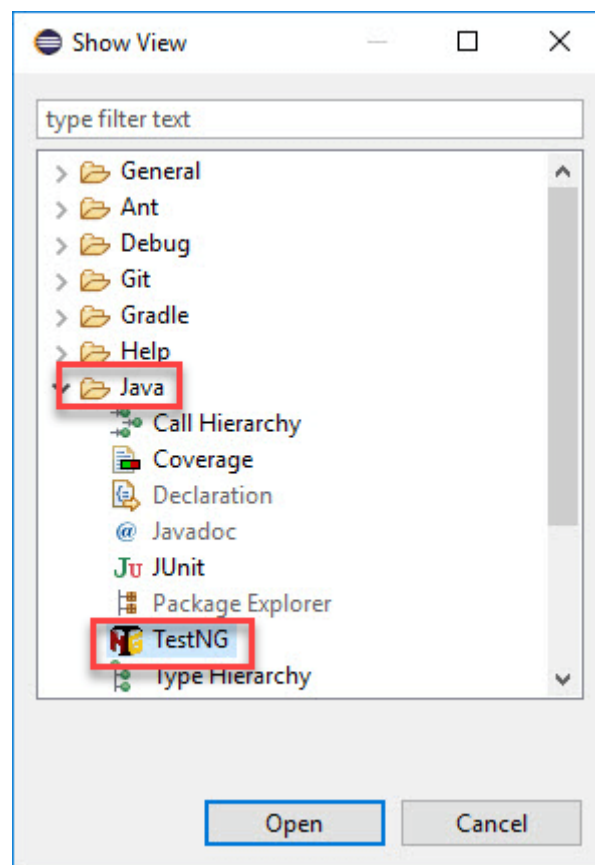 Show View
type filter text
General
Ant
Debug
Git
Gradle
Help
Java
Call Hierarchy
Coverage
Declaration
@ Javadoc
JU JUnit
Package Explorer
TestNG
Type Hierarchy
Open Cancel